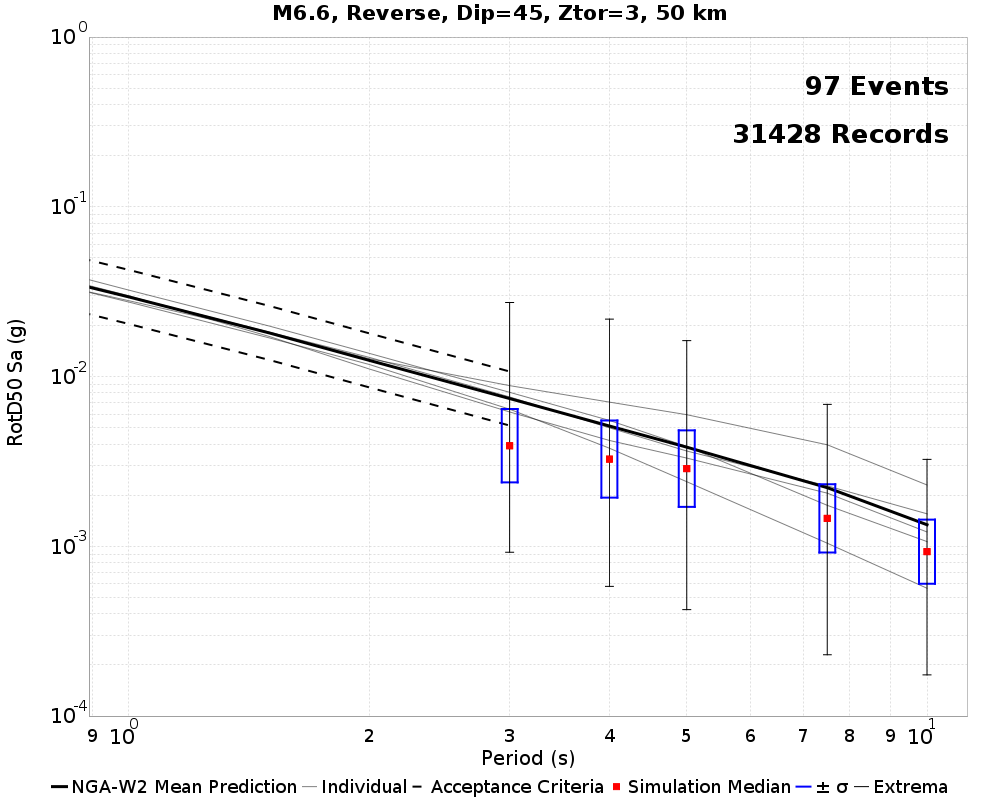 M6.6, Reverse, Dip=45, Ztor=3, 50 km
97 Events
31428 Records
10^0
10^-1
10^-2
10^-3
10^-4
RotD50 Sa (g)
9 10^0 2 3 4 5 6 7 8 9 10^1
Period (s)
NGA-W2 Mean Prediction Individual Acceptance Criteria Simulation Median ± σ Extrema